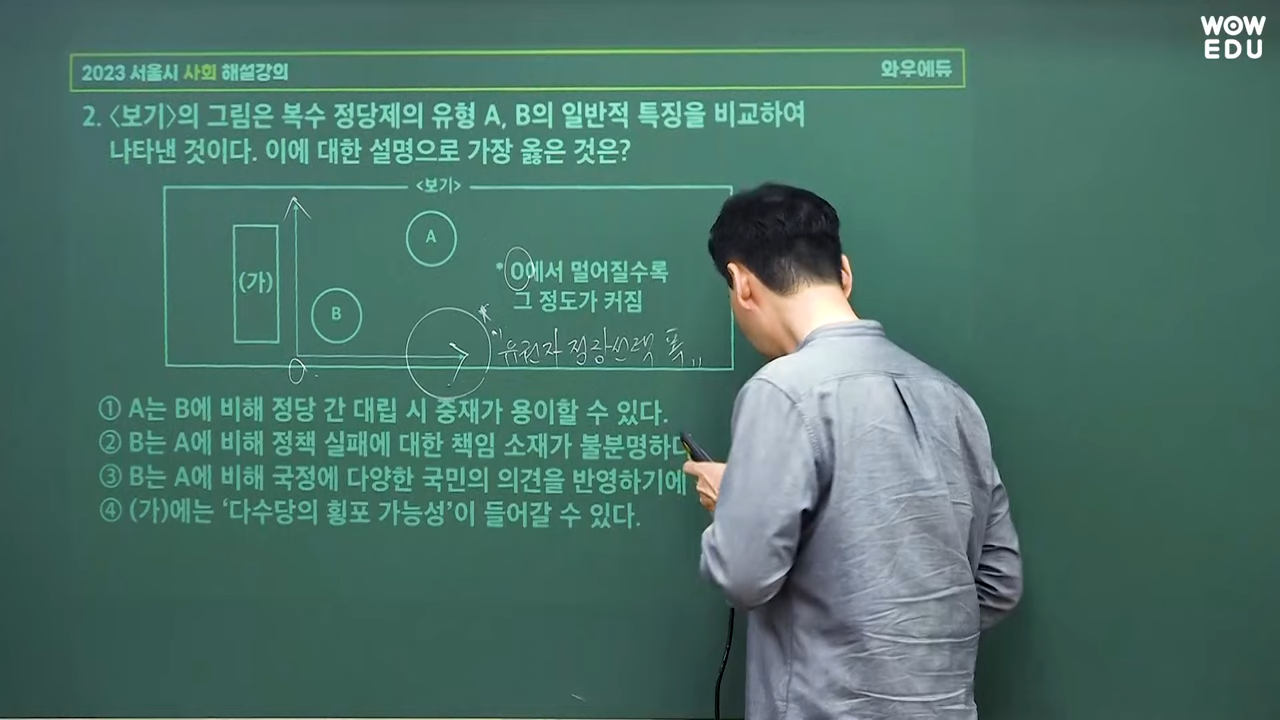 WOW
EDU
2023 서울시 사회 해설강의
와우에듀
2. <보기>의 그림은 복수 정당제의 유형 A, B의 일반적 특징을 비교하여
나타낸 것이다. 이에 대한 설명으로 가장 옳은 것은?
<보기>
(가)
A
B
0
* 0에서 멀어질수록
그 정도가 커짐
"유권자 정당선택 폭"
① A는 B에 비해 정당 간 대립 시 중재가 용이할 수 있다.
② B는 A에 비해 정책 실패에 대한 책임 소재가 불분명하
③ B는 A에 비해 국정에 다양한 국민의 의견을 반영하기에
④ (가)에는 '다수당의 횡포 가능성'이 들어갈 수 있다.